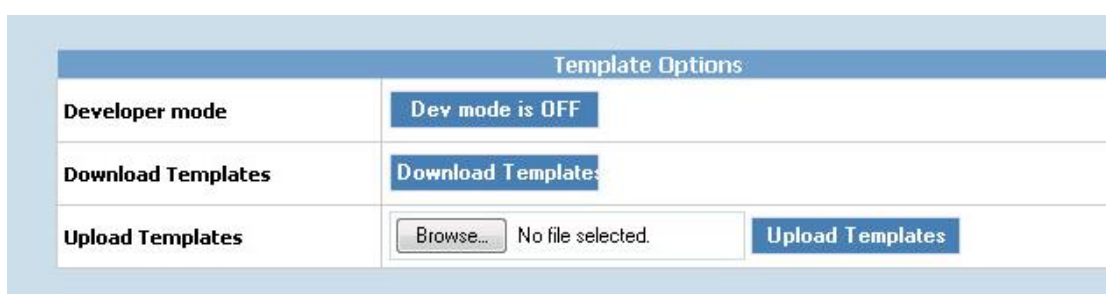 Template Options
Developer mode Dev mode is OFF
Download Templates Download Templates
Upload Templates Browse... No file selected. Upload Templates